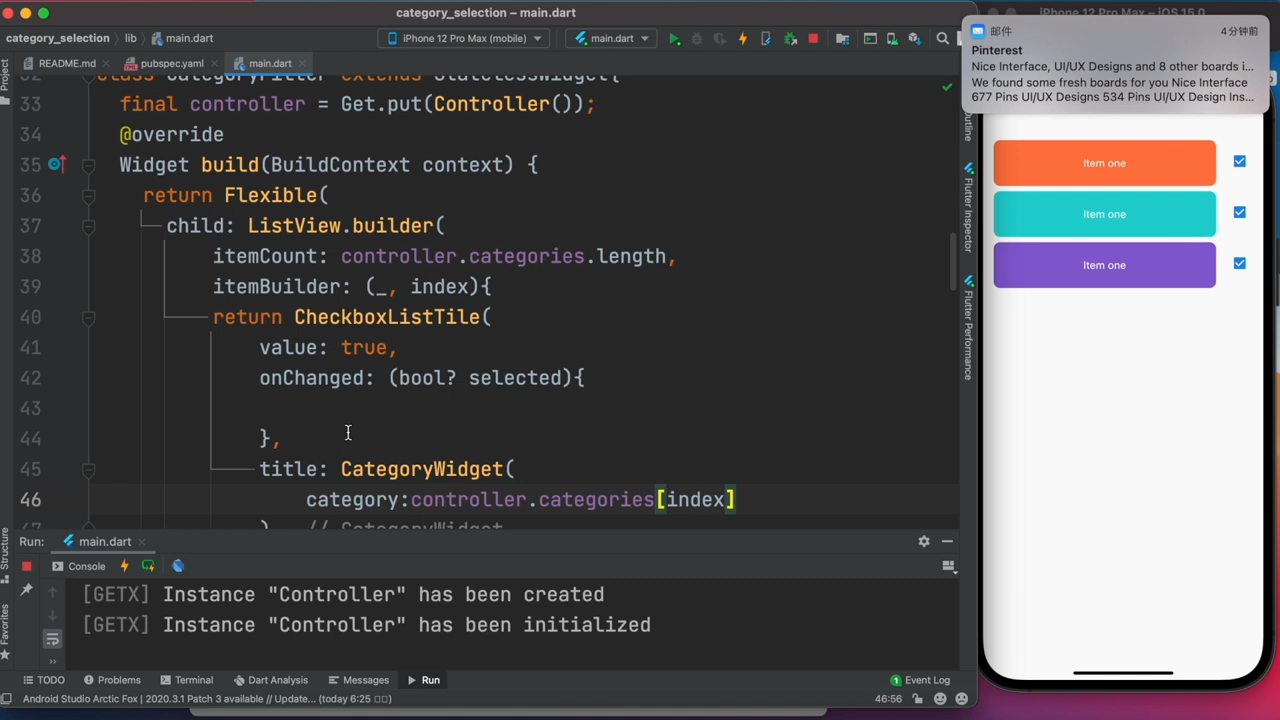 category_selection – main.dart
category_selection
lib
main.dart
iPhone 12 Pro Max (mobile)
main.dart
README.md
pubspec.yaml
main.dart
Project
Structure
Favorites
33 final controller = Get.put(Controller());
34 @override
35 Widget build(BuildContext context) {
36 return Flexible(
37 child: ListView.builder(
38 itemCount: controller.categories.length,
39 itemBuilder: (_, index){
40 return CheckboxListTile(
41 value: true,
42 onChanged: (bool? selected){
43
44 },
45 title: CategoryWidget(
46 category:controller.categories[index]
Outline
Flutter Inspector
Flutter Performance
Run:
main.dart
Console
[GETX] Instance "Controller" has been created
[GETX] Instance "Controller" has been initialized
TODO
Problems
Terminal
Dart Analysis
Messages
Run
1 Event Log
Android Studio Arctic Fox | 2020.3.1 Patch 3 available // Update... (today 6:25
46:56
iPhone 12 Pro Max – iOS 15.0
邮件
4分钟前
Pinterest
Nice Interface, UI/UX Designs and 8 other boards i...
We found some fresh boards for you Nice Interface
677 Pins UI/UX Designs 534 Pins UI/UX Design Ins...
Item one
Item one
Item one